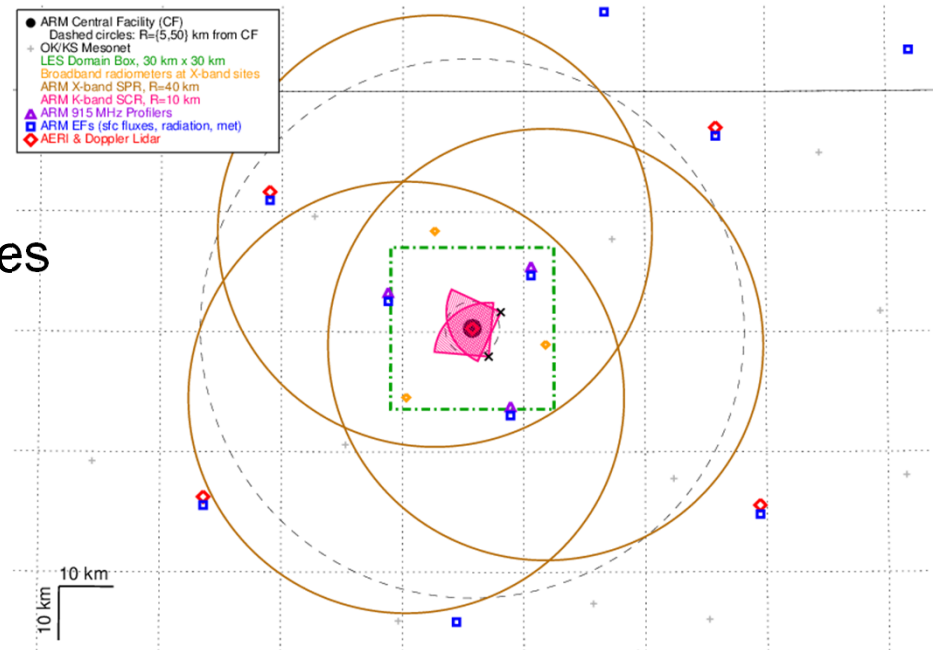 ARM Central Facility (CF)
Dashed circles: R={5,50} km from CF
OK/KS Mesonet
LES Domain Box, 30 km x 30 km
Broadband radiometers at X-band sites
ARM X-band SPR, R=40 km
ARM K-band SCR, R=10 km
ARM 915 MHz Profilers
ARM EFs (sfc fluxes, radiation, met)
AERI & Doppler Lidar
es
10 km
10 km